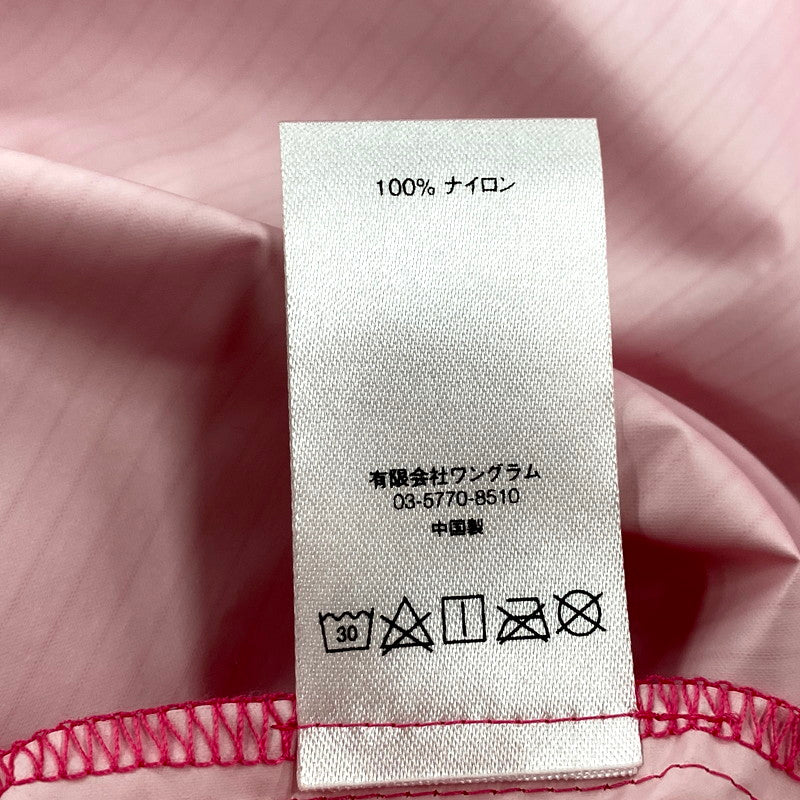 100% ナイロン
有限会社ワングラム
03-5770-8510
中国製
30